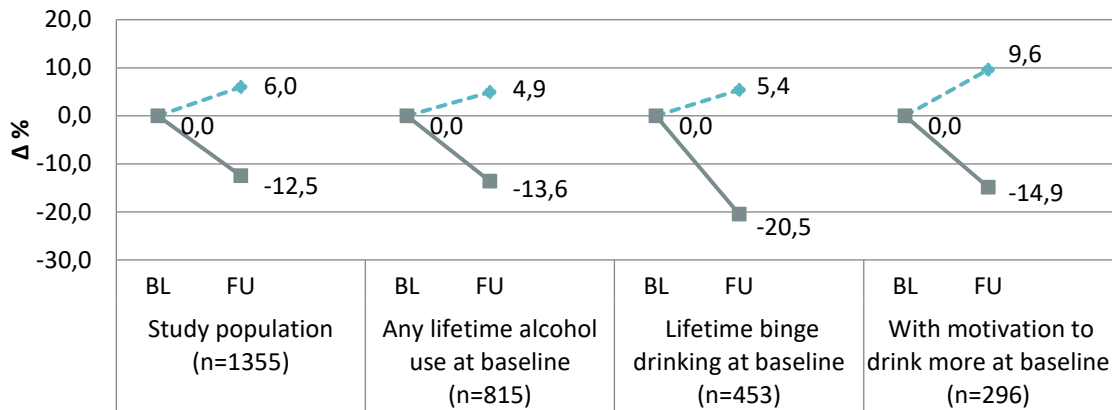 20,0
10,0
0,0
-10,0
-20,0
-30,0
Δ %
6,0
0,0
-12,5
4,9
0,0
-13,6
5,4
0,0
-20,5
9,6
0,0
-14,9
BL FU
BL FU
BL FU
BL FU
Study population
(n=1355)
Any lifetime alcohol
use at baseline
(n=815)
Lifetime binge
drinking at baseline
(n=453)
With motivation to
drink more at baseline
(n=296)